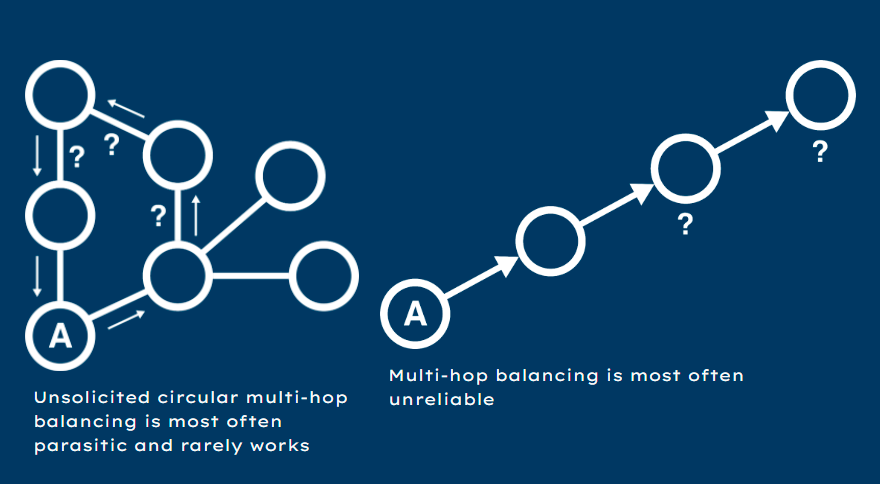 ?
?
?
A
Unsolicited circular multi-hop
balancing is most often
parasitic and rarely works
?
?
A
Multi-hop balancing is most often
unreliable